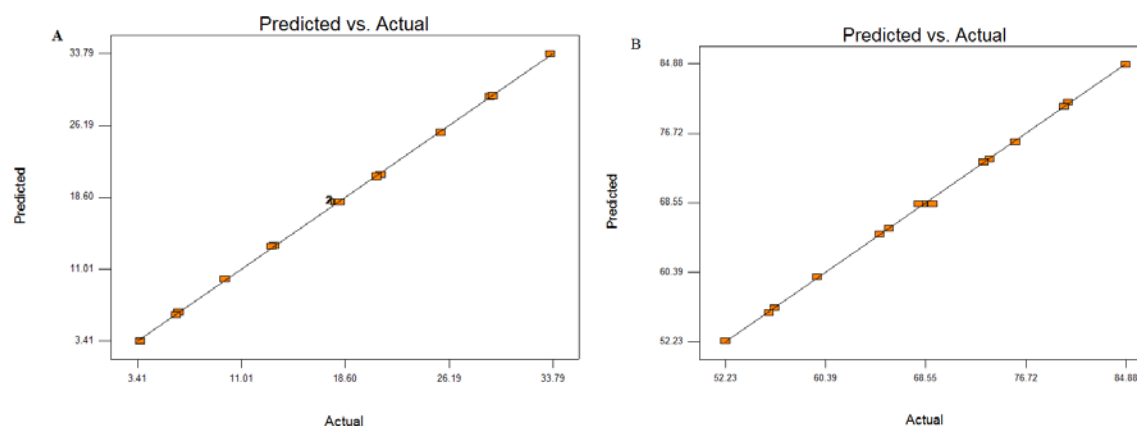 A
Predicted vs. Actual
33.79
26.19
18.60
11.01
3.41
2
Predicted
3.41
11.01
18.60
26.19
33.79
Actual
B
Predicted vs. Actual
84.88
76.72
68.55
60.39
52.23
Predicted
52.23
60.39
68.55
76.72
84.88
Actual